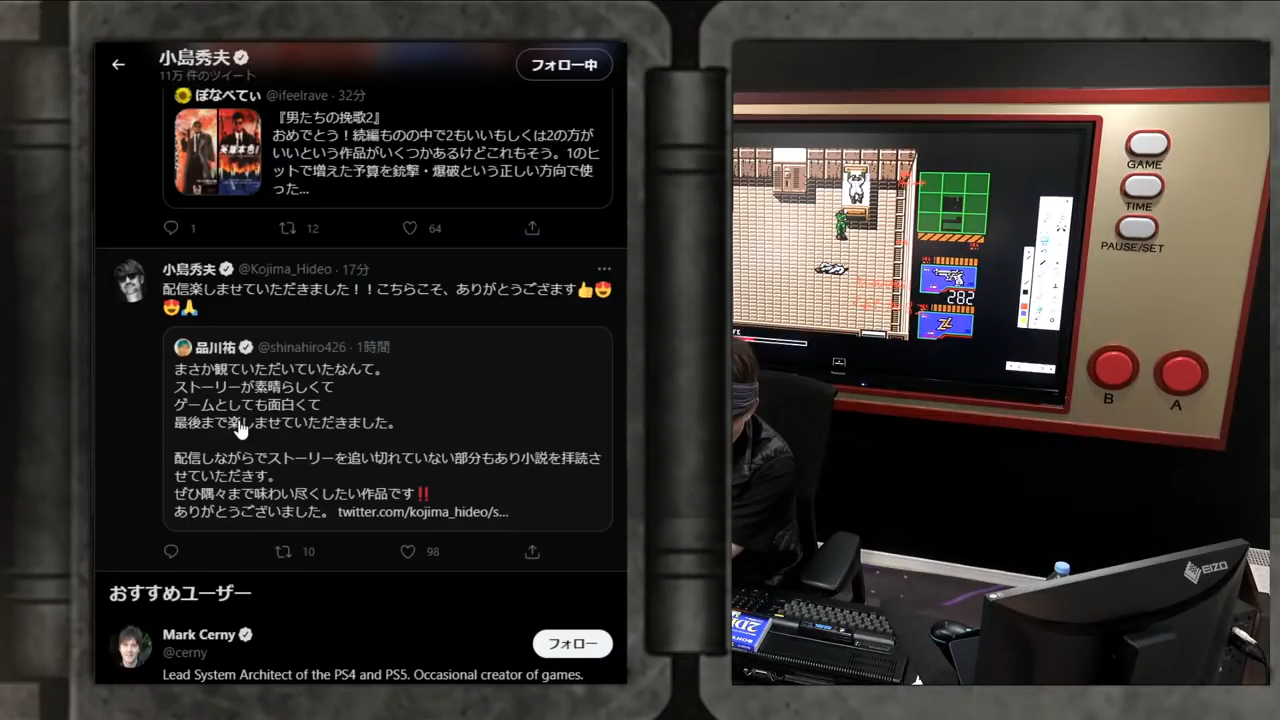 小島秀夫
11万 件のツイート
フォロー中
ぼなべてぃ @ifeelrave · 32分
『男たちの挽歌2』
おめでとう！続編ものの中で2もいいもしくは2の方が
いいという作品がいくつかあるけどこれもそう。1のヒ
ットで増えた予算を銃撃・爆破という正しい方向で使
った...
英雄本色
1
12
64
小島秀夫 @Kojima_Hideo · 17分
配信楽しませていただきました！！こちらこそ、ありがとうござます👍😍
😍🙏
品川祐 @shinahiro426 · 1時間
まさか観ていただいていたなんて。
ストーリーが素晴らしくて
ゲームとしても面白くて
最後まで楽しませていただきました。
配信しながらでストーリーを追い切れていない部分もあり小説を拝読さ
せていただきす。
ぜひ隅々まで味わい尽くしたい作品です‼️
ありがとうございました。 twitter.com/kojima_hideo/s...
10
98
おすすめユーザー
Mark Cerny
@cerny
フォロー
Lead System Architect of the PS4 and PS5. Occasional creator of games.
GAME
TIME
PAUSE/SET
282
B
A
EIZO